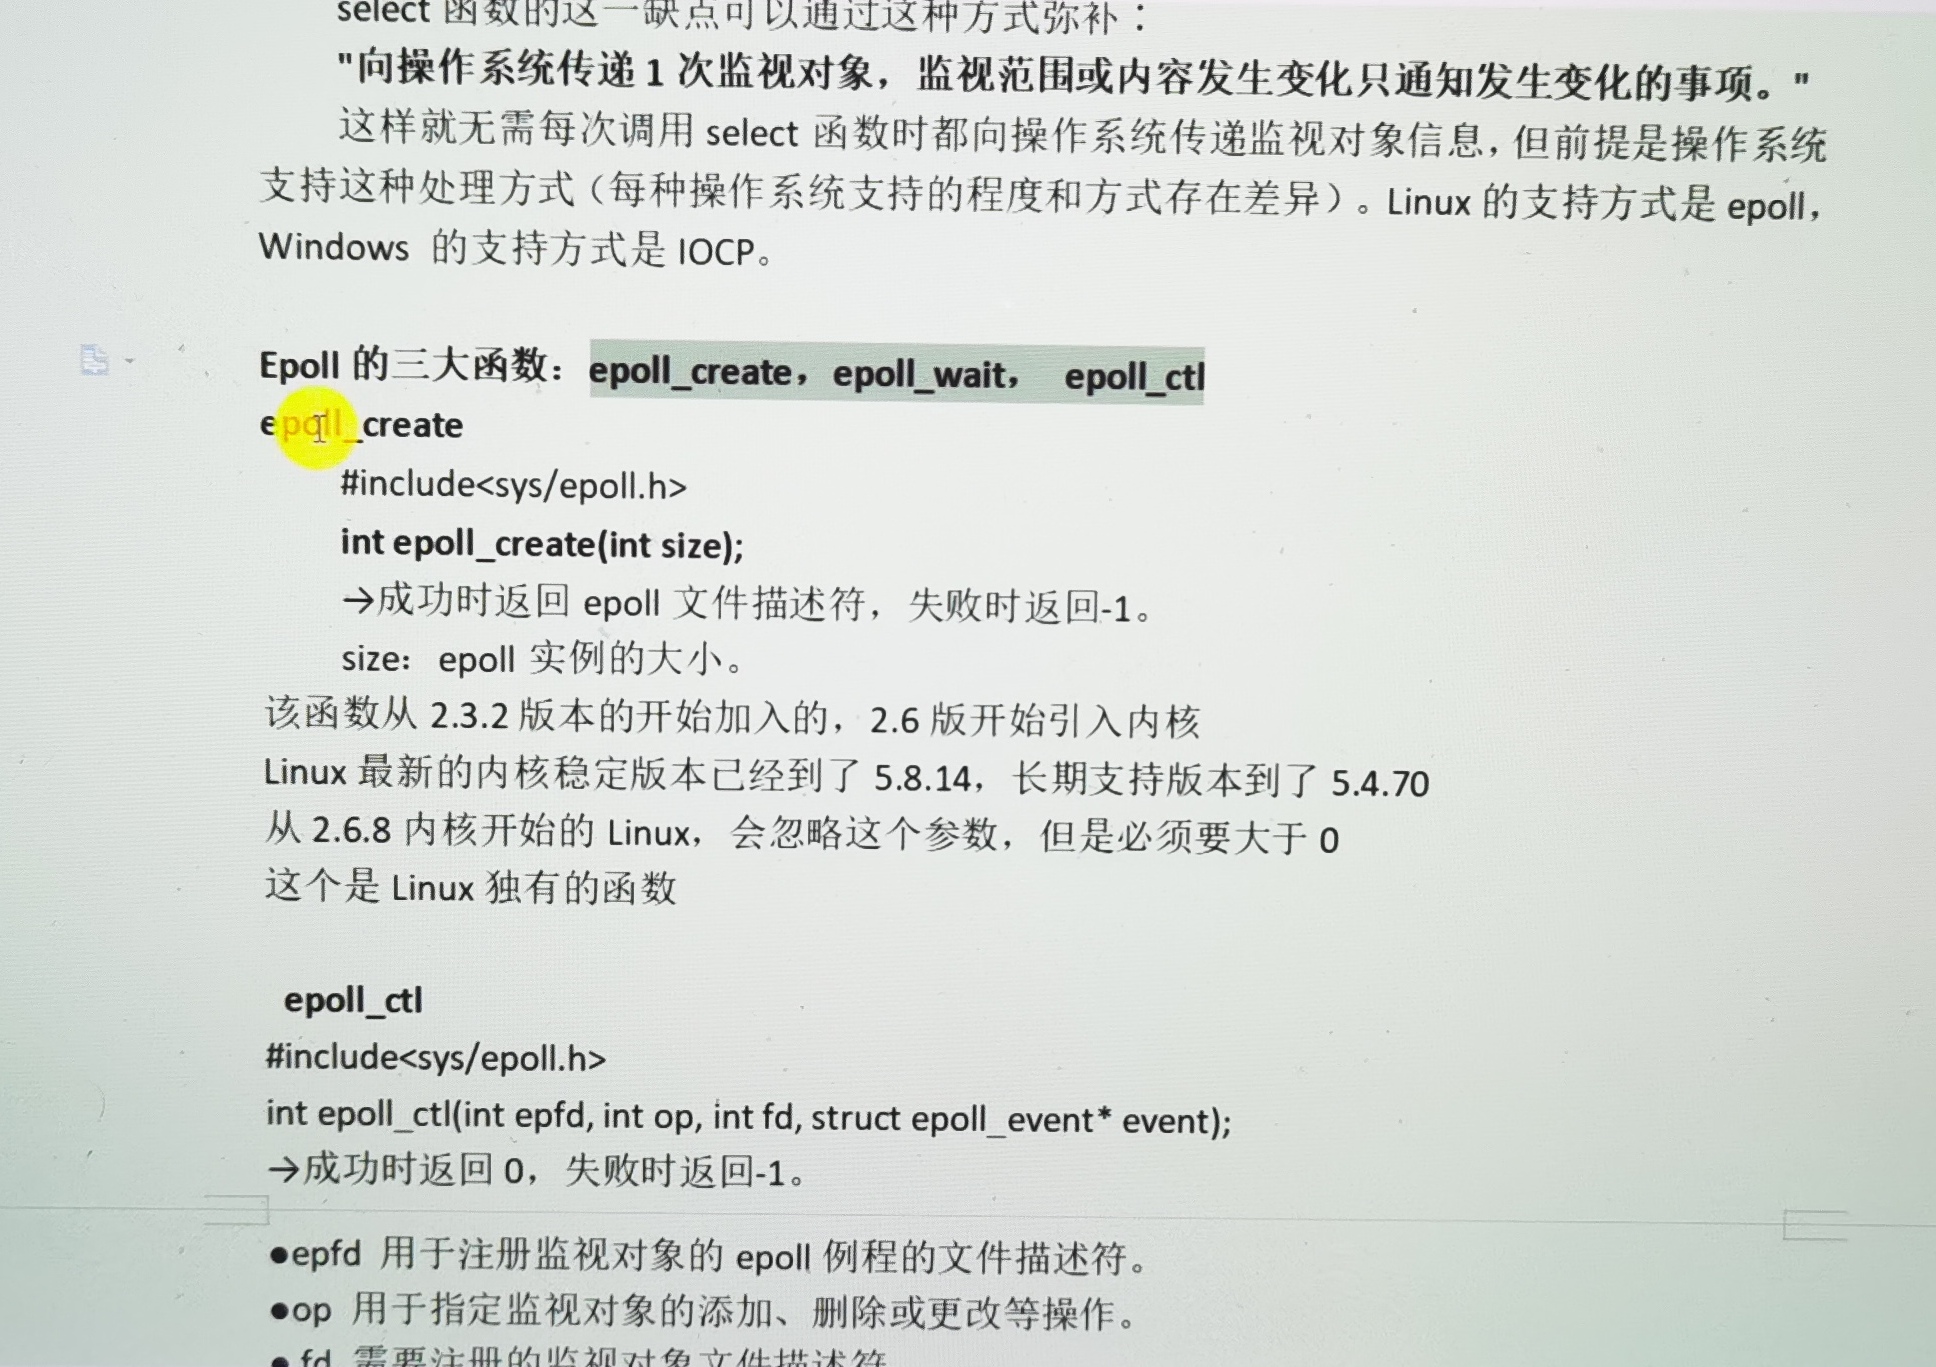 select 函数的这一缺点可以通过这种方式弥补：
"向操作系统传递 1 次监视对象，监视范围或内容发生变化只通知发生变化的事项。"
这样就无需每次调用 select 函数时都向操作系统传递监视对象信息，但前提是操作系统
支持这种处理方式（每种操作系统支持的程度和方式存在差异）。Linux 的支持方式是 epoll，
Windows 的支持方式是 IOCP。
Epoll 的三大函数：epoll_create，epoll_wait， epoll_ctl
epoll_create
#include<sys/epoll.h>
int epoll_create(int size);
→成功时返回 epoll 文件描述符，失败时返回-1。
size： epoll 实例的大小。
该函数从 2.3.2 版本的开始加入的，2.6 版开始引入内核
Linux 最新的内核稳定版本已经到了 5.8.14，长期支持版本到了 5.4.70
从 2.6.8 内核开始的 Linux，会忽略这个参数，但是必须要大于 0
这个是 Linux 独有的函数
epoll_ctl
#include<sys/epoll.h>
int epoll_ctl(int epfd, int op, int fd, struct epoll_event* event);
→成功时返回 0，失败时返回-1。
●epfd 用于注册监视对象的 epoll 例程的文件描述符。
●op 用于指定监视对象的添加、删除或更改等操作。
● fd 需要注册的监视对象文件描述符